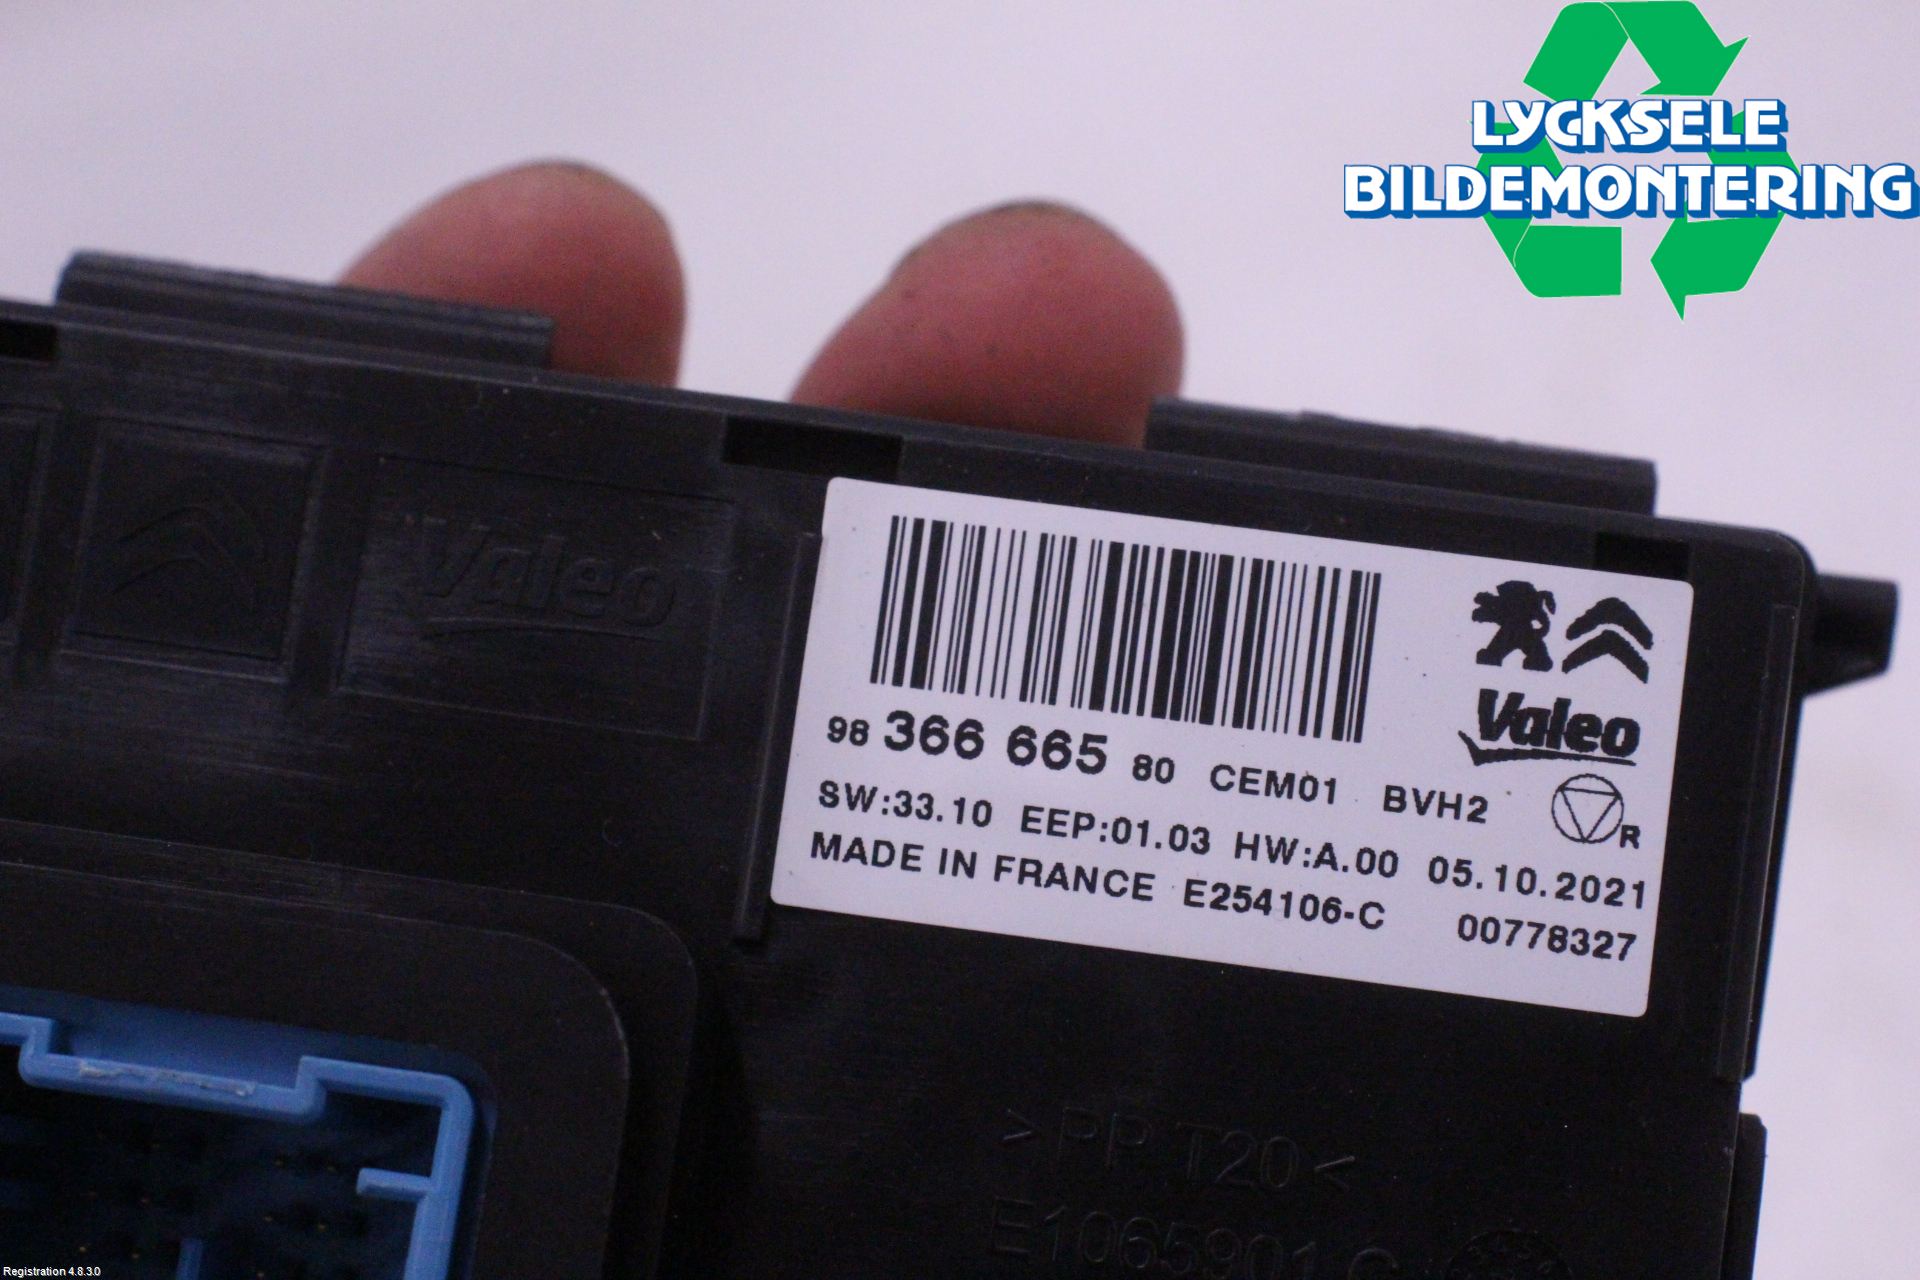 LYCKSELE
BILDEMONTERING
Valeo
Valeo
98 366 665 80 CEM01 BVH2
R
SW:33.10 EEP:01.03 HW:A.00 05.10.2021
MADE IN FRANCE E254106-C 00778327
>PP T20<
E1065901 C
Registration 4.8.3.0